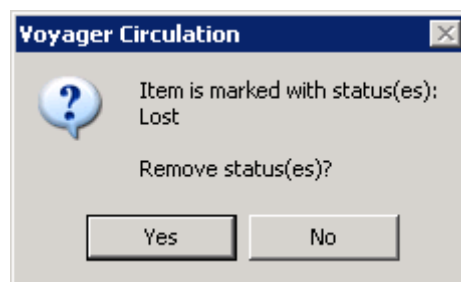 Voyager Circulation
Item is marked with status(es):
Lost
Remove status(es)?
Yes No